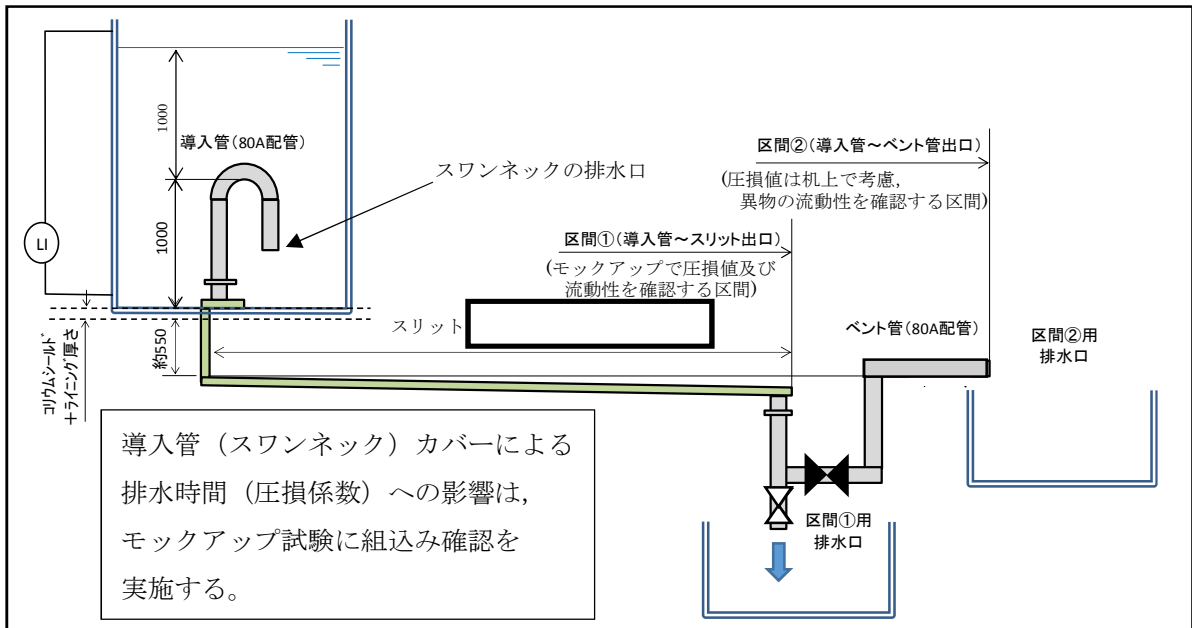 1000
導入管(80A配管)
スワンネックの排水口
1000
LI
区間②(導入管～ベント管出口)
(圧損値は机上で考慮,
異物の流動性を確認する区間)
区間①(導入管～スリット出口)
(モックアップで圧損値及び
流動性を確認する区間)
スリット
ベント管(80A配管)
区間②用
排水口
約550
コリウムシールド
＋ライニング厚さ
導入管（スワンネック）カバーによる
排水時間（圧損係数）への影響は，
モックアップ試験に組込み確認を
実施する。
区間①用
排水口